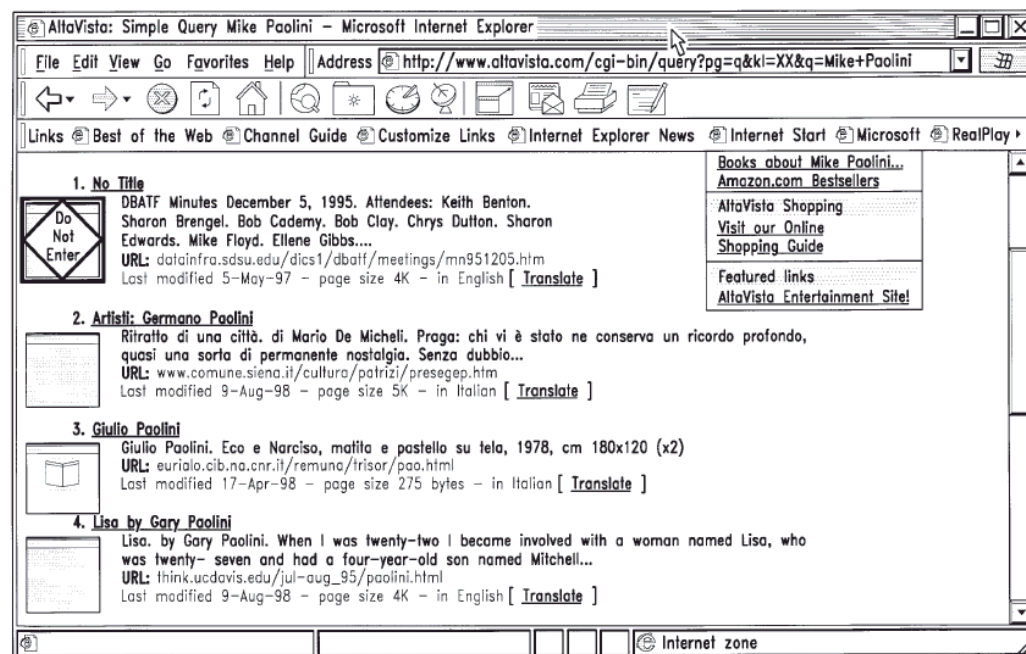 AltaVista: Simple Query Mike Paolini – Microsoft Internet Explorer
File Edit View Go Favorites Help Address http://www.altavista.com/cgi-bin/query?pg=q&kl=XX&q=Mike+Paolini
Links Best of the Web Channel Guide Customize Links Internet Explorer News Internet Start Microsoft RealPlay
Books about Mike Paolini...
Amazon.com Bestsellers
AltaVista Shopping
Visit our Online
Shopping Guide
Featured links
AltaVista Entertainment Site!
1. No Title
Do
Not
Enter
DBATF Minutes December 5, 1995. Attendees: Keith Benton.
Sharon Brengel. Bob Cademy. Bob Clay. Chrys Dutton. Sharon
Edwards. Mike Floyd. Ellene Gibbs....
URL: datainfra.sdsu.edu/dics1/dbatf/meetings/mn951205.htm
Last modified 5–May–97 – page size 4K – in English [ Translate ]
2. Artisti: Germano Paolini
Ritratto di una città. di Mario De Micheli. Praga: chi vi è stato ne conserva un ricordo profondo,
quasi una sorta di permanente nostalgia. Senza dubbio...
URL: www.comune.siena.it/cultura/patrizi/presegep.htm
Last modified 9–Aug–98 – page size 5K – in Italian [ Translate ]
3. Giulio Paolini
Giulio Paolini. Eco e Narciso, matita e pastello su tela, 1978, cm 180x120 (x2)
URL: eurialo.cib.na.cnr.it/remuna/trisor/pao.html
Last modified 17–Apr–98 – page size 275 bytes – in Italian [ Translate ]
4. Lisa by Gary Paolini
Lisa. by Gary Paolini. When I was twenty–two I became involved with a woman named Lisa, who
was twenty– seven and had a four–year–old son named Mitchell...
URL: think.ucdavis.edu/jul–aug_95/paolini.html
Last modified 9–Aug–98 – page size 4K – in English [ Translate ]
Internet zone